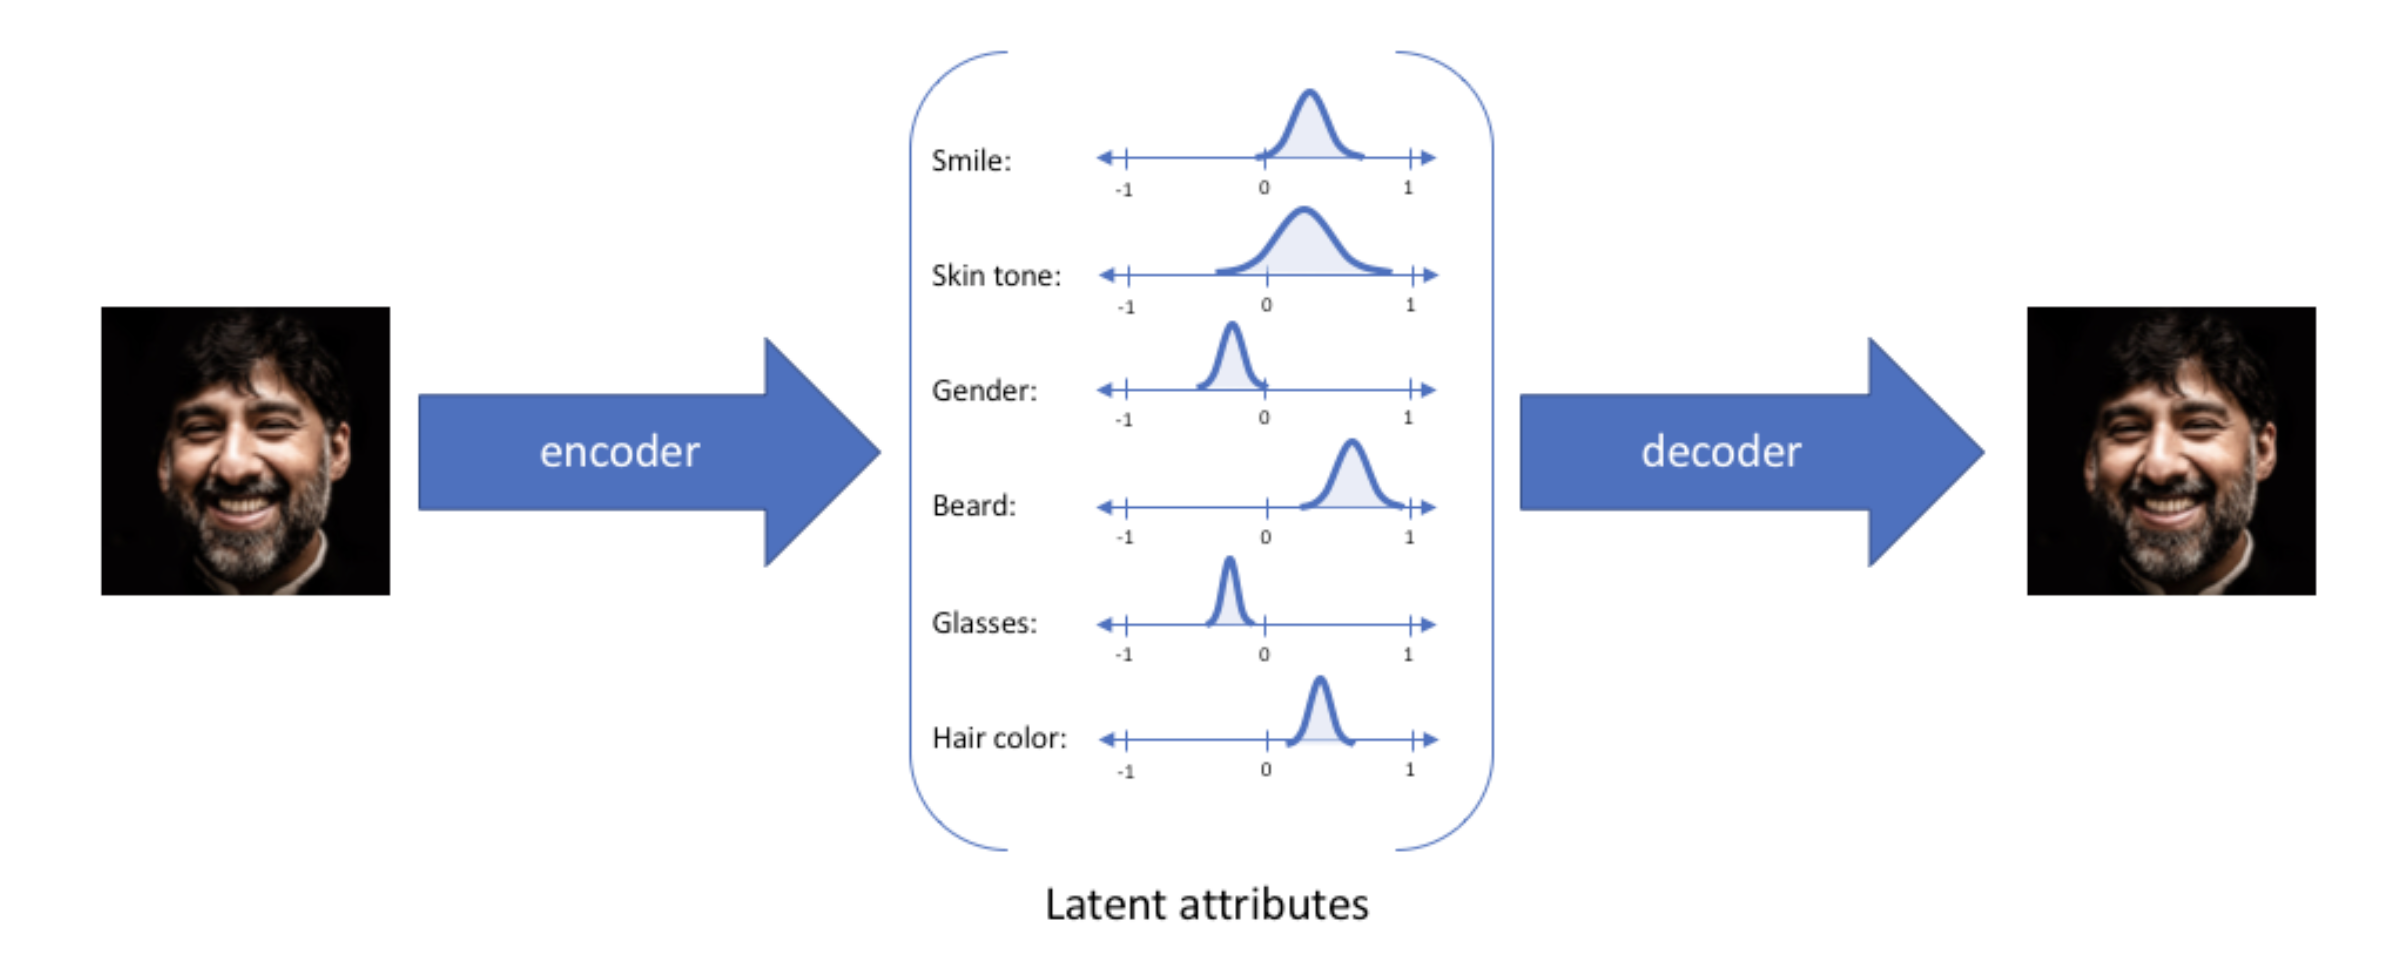 Smile:
-1 0 1
Skin tone:
-1 0 1
Gender:
-1 0 1
encoder
decoder
Beard:
-1 0 1
Glasses:
-1 0 1
Hair color:
-1 0 1
Latent attributes